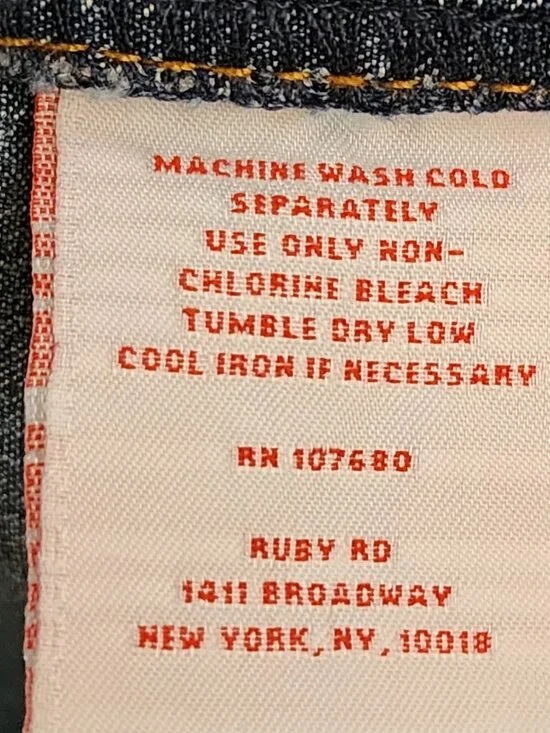 MACHINE WASH COLD
SEPARATELY
USE ONLY NON-
CHLORINE BLEACH
TUMBLE DRY LOW
COOL IRON IF NECESSARY
RN 107680
RUBY RD
1411 BROADWAY
NEW YORK, NY, 10018